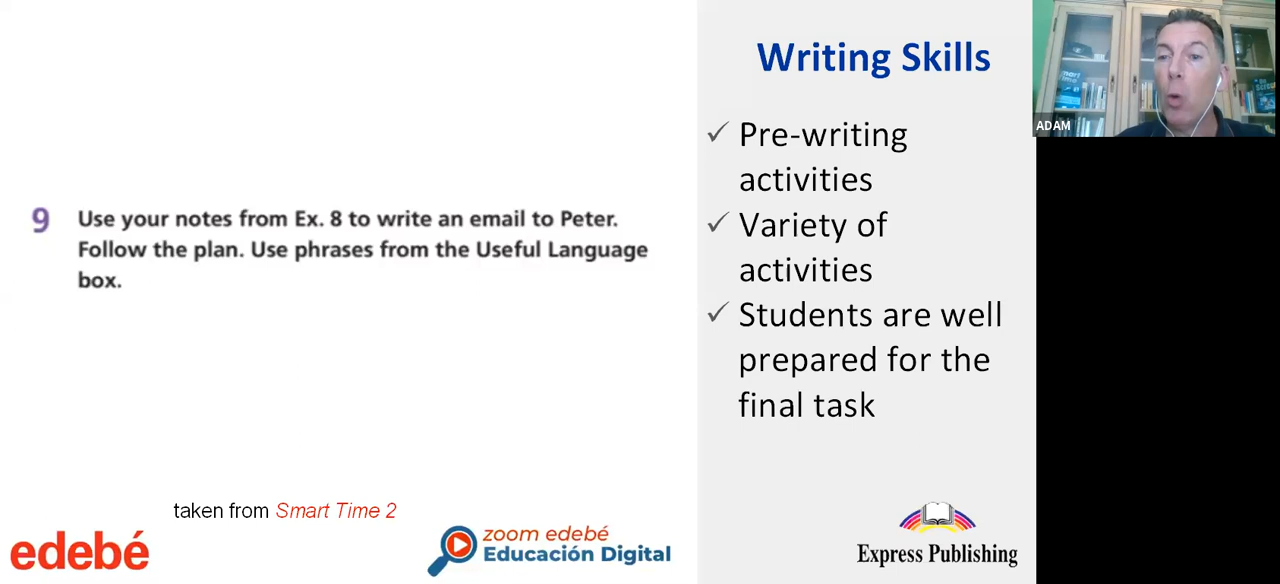 9 Use your notes from Ex. 8 to write an email to Peter.
Follow the plan. Use phrases from the Useful Language
box.
taken from Smart Time 2
edebé
zoom edebé
Educación Digital
Writing Skills
✓ Pre-writing
activities
✓ Variety of
activities
✓ Students are well
prepared for the
final task
Express Publishing
ADAM